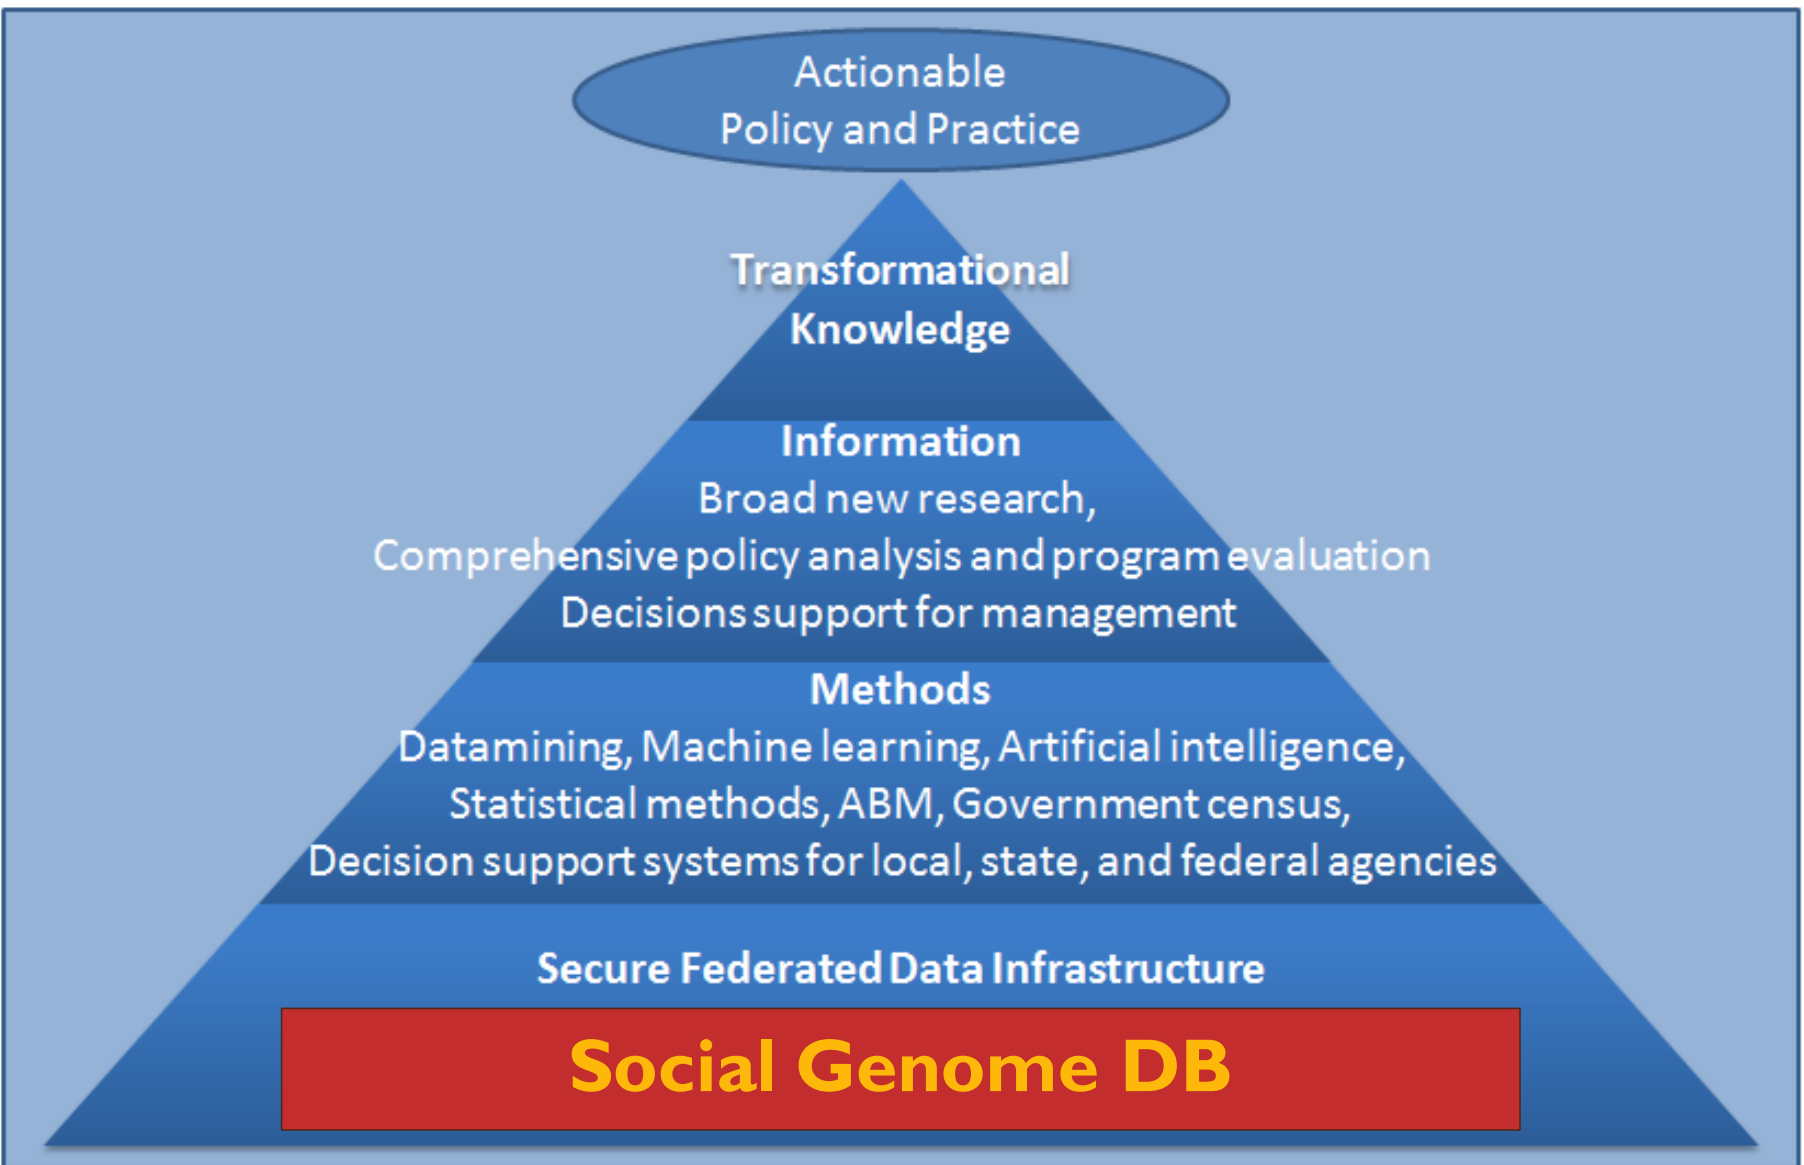 Actionable
Policy and Practice
Transformational
Knowledge
Information
Broad new research,
Comprehensive policy analysis and program evaluation
Decisions support for management
Methods
Datamining, Machine learning, Artificial intelligence,
Statistical methods, ABM, Government census,
Decision support systems for local, state, and federal agencies
Secure Federated Data Infrastructure
Social Genome DB